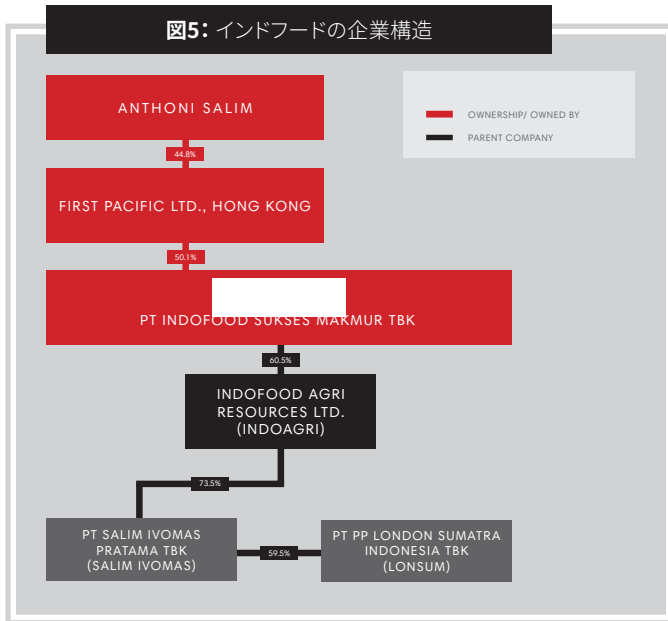 図5: インドフードの企業構造
ANTHONI SALIM
OWNERSHIP/ OWNED BY
PARENT COMPANY
44.8%
FIRST PACIFIC LTD., HONG KONG
50.1%
PT INDOFOOD SUKSES MAKMUR TBK
60.5%
INDOFOOD AGRI
RESOURCES LTD.
(INDOAGRI)
73.5%
PT SALIM IVOMAS
PRATAMA TBK
(SALIM IVOMAS)
59.5%
PT PP LONDON SUMATRA
INDONESIA TBK
(LONSUM)